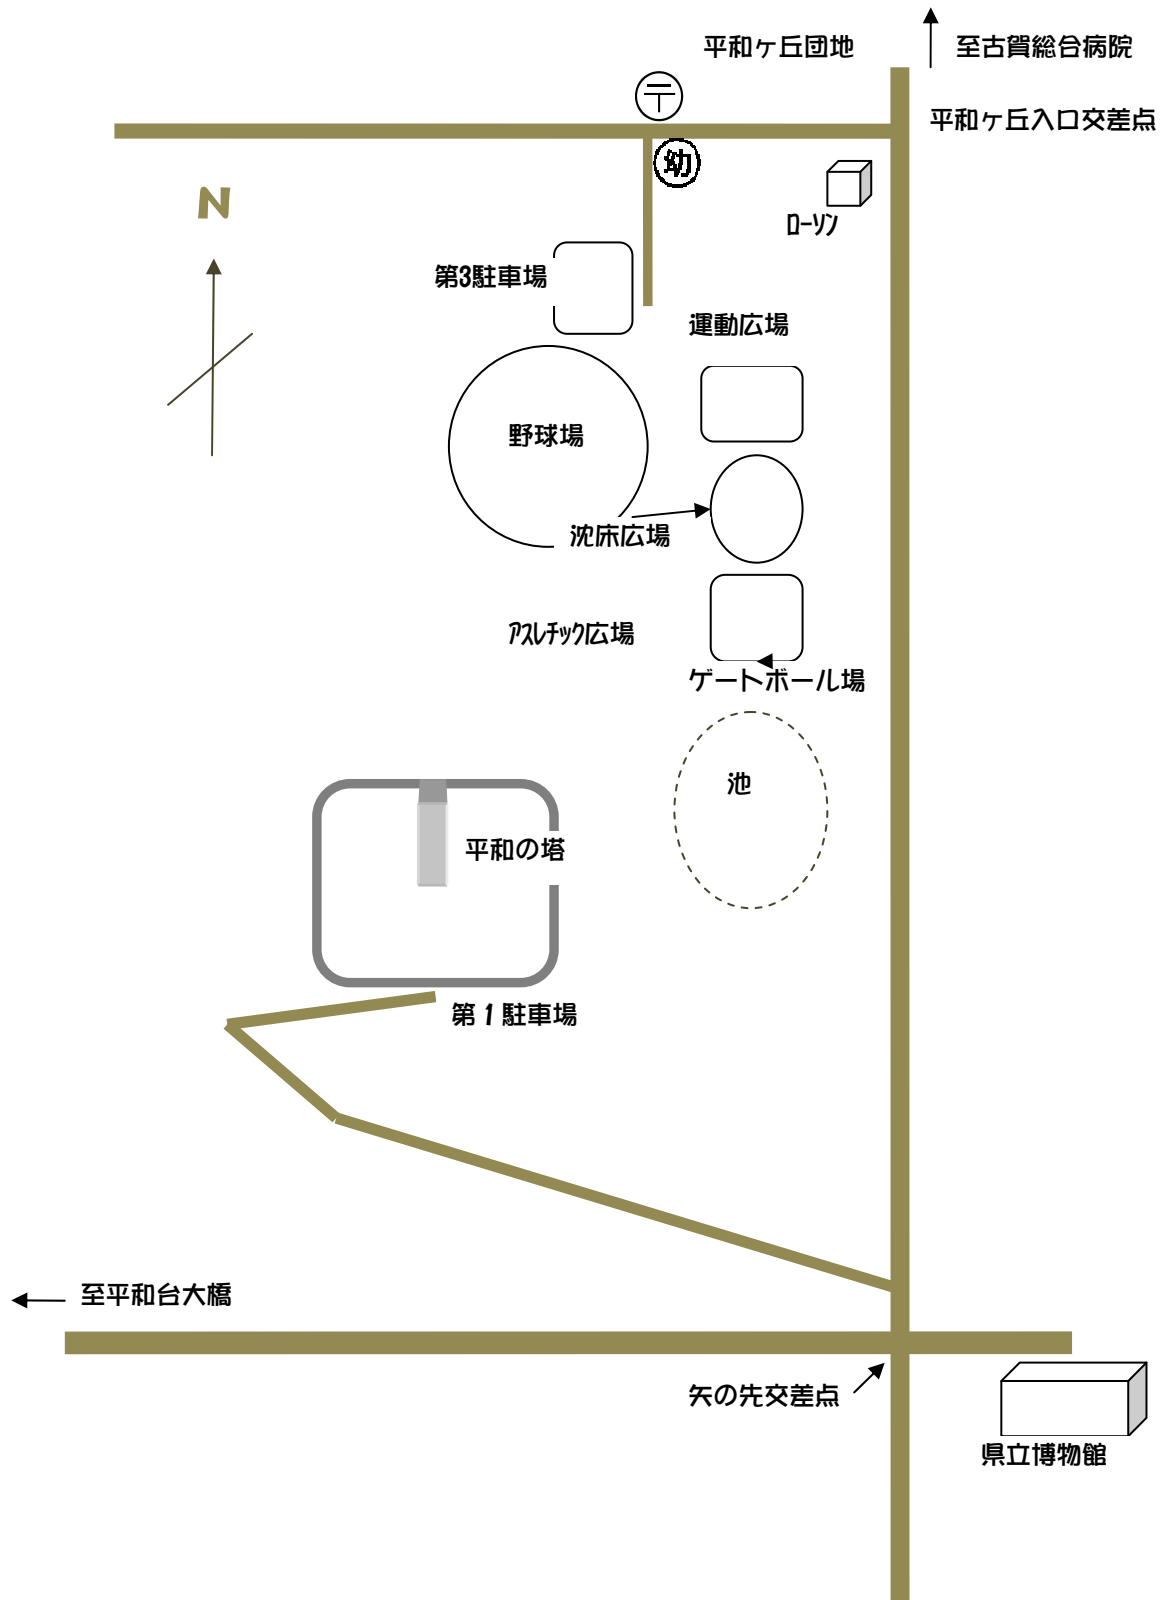 平和ヶ丘団地
至古賀総合病院
〒
平和ヶ丘入口交差点
幼
N
ローソン
第3駐車場
運動広場
野球場
沈床広場
アスレチック広場
ゲートボール場
池
平和の塔
第1駐車場
至平和台大橋
矢の先交差点
県立博物館